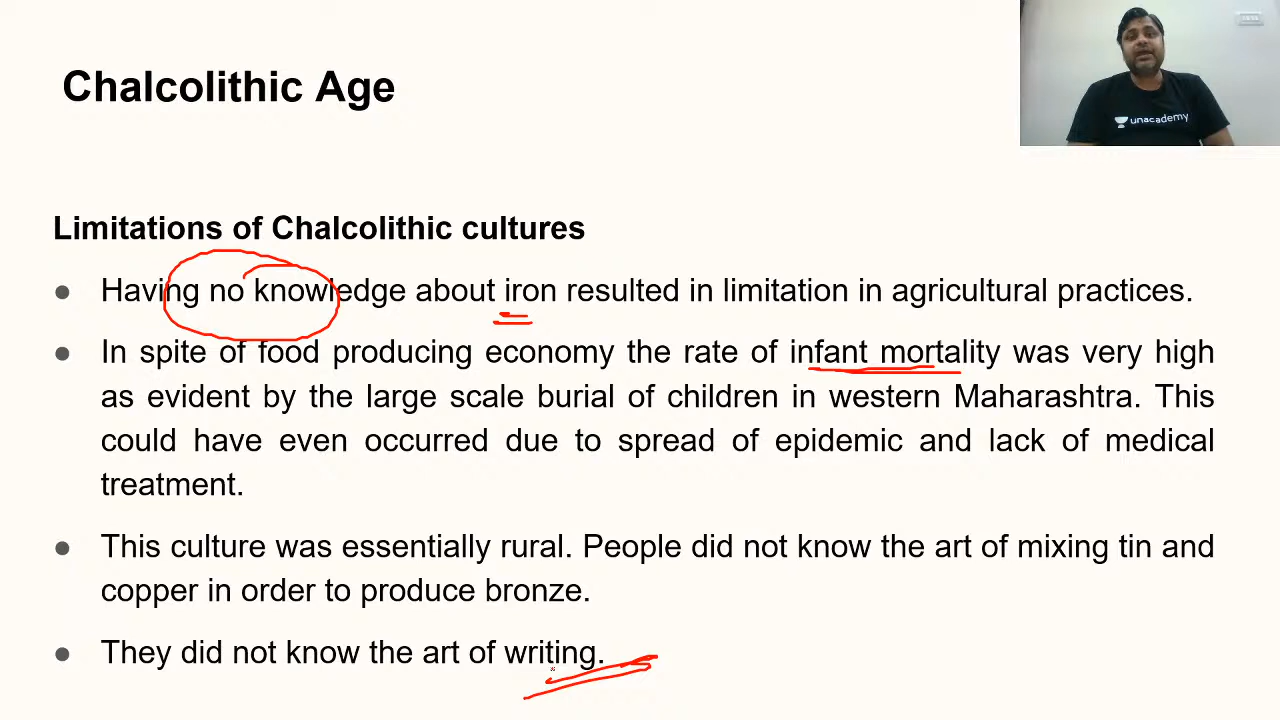 Chalcolithic Age
unacademy
Limitations of Chalcolithic cultures
● Having no knowledge about iron resulted in limitation in agricultural practices.
● In spite of food producing economy the rate of infant mortality was very high
as evident by the large scale burial of children in western Maharashtra. This
could have even occurred due to spread of epidemic and lack of medical
treatment.
● This culture was essentially rural. People did not know the art of mixing tin and
copper in order to produce bronze.
● They did not know the art of writing.